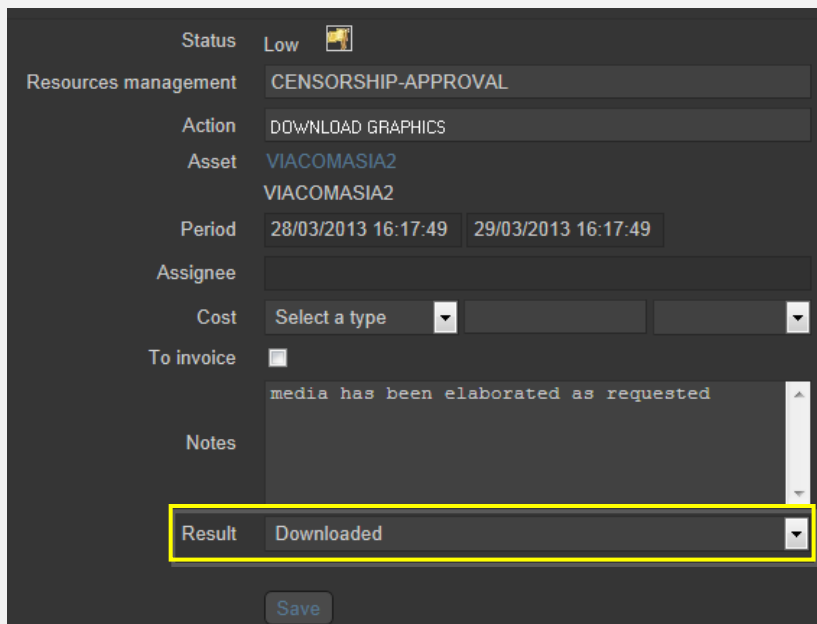 Status Low
Resources management CENSORSHIP-APPROVAL
Action DOWNLOAD GRAPHICS
Asset VIACOMASIA2
VIACOMASIA2
Period 28/03/2013 16:17:49 29/03/2013 16:17:49
Assignee
Cost Select a type
To invoice
Notes media has been elaborated as requested
Result Downloaded
Save